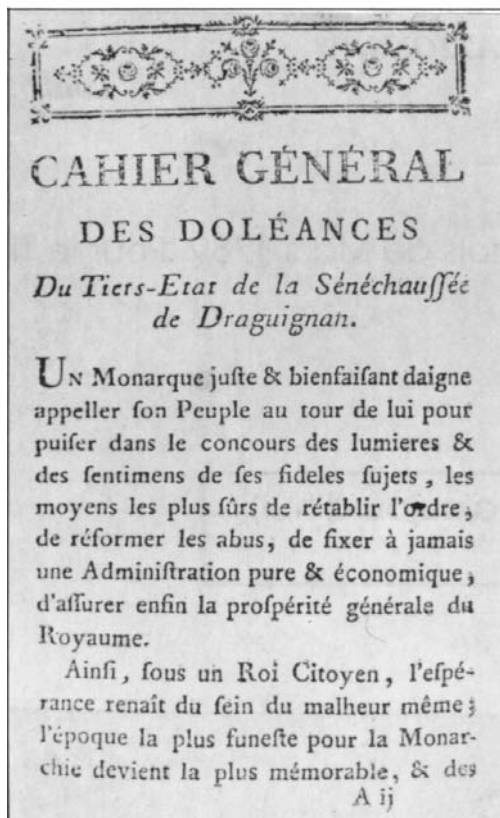 CAHIER GÉNÉRAL
DES DOLÉANCES
Du Tiers-Etat de la Sénéchauſſée
de Draguignan.
UN Monarque juſte & bienfaiſant daigne
appeller ſon Peuple au tour de lui pour
puiſer dans le concours des lumieres &
des ſentimens de ſes fideles ſujets, les
moyens les plus ſûrs de rétablir l'ordre,
de réformer les abus, de fixer à jamais
une Adminiſtration pure & économique,
d'aſſurer enfin la proſpérité générale du
Royaume.
Ainſi, ſous un Roi Citoyen, l'eſpé-
rance renaît du ſein du malheur même;
l'époque la plus funeſte pour la Monar-
chie devient la plus mémorable, & des
A ij